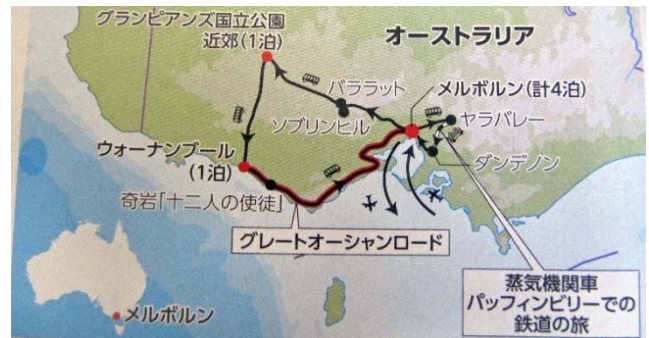 グランピアンズ国立公園
近郊(1泊)
オーストラリア
バララット
メルボルン(計4泊)
ソブリンヒル
ヤラバレー
ウォーナンブール
(1泊)
ダンデノン
奇岩「十二人の使徒」
グレートオーシャンロード
蒸気機関車
パッフィンビリーでの
鉄道の旅
メルボルン